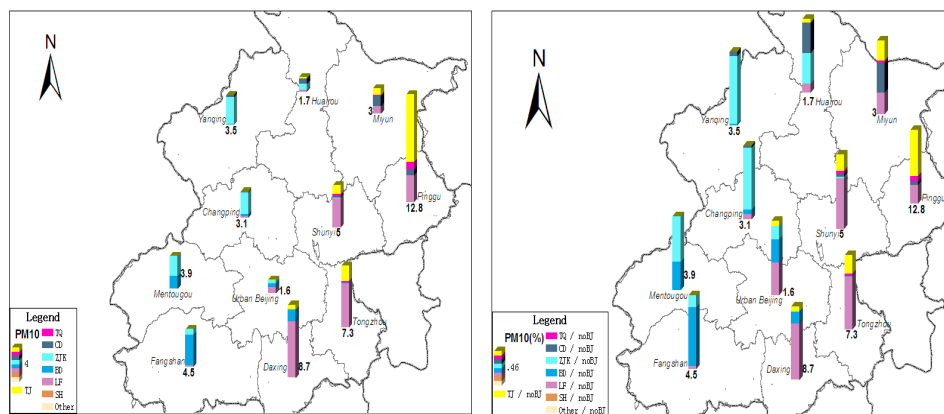 N
Huairou
1.7
Yanqing
3.5
Miyun
3
Pinggu
12.8
Changping
3.1
Shunyi
5
Mentougou
3.9
Urban Beijing
1.6
Tongzhou
7.3
Fangshan
4.5
Daxing
8.7
Legend
PM10
4
TJ
TQ
CD
ZJK
BD
LF
SH
Other
N
Huairou
1.7
Yanqing
3.5
Miyun
3
Pinggu
12.8
Changping
3.1
Shunyi
5
Mentougou
3.9
Urban Beijing
1.6
Tongzhou
7.3
Fangshan
4.5
Daxing
8.7
Legend
PM10(%)
.46
TJ / noBJ
TQ / noBJ
CD / noBJ
ZJK / noBJ
BD / noBJ
LF / noBJ
SH / noBJ
Other / noBJ